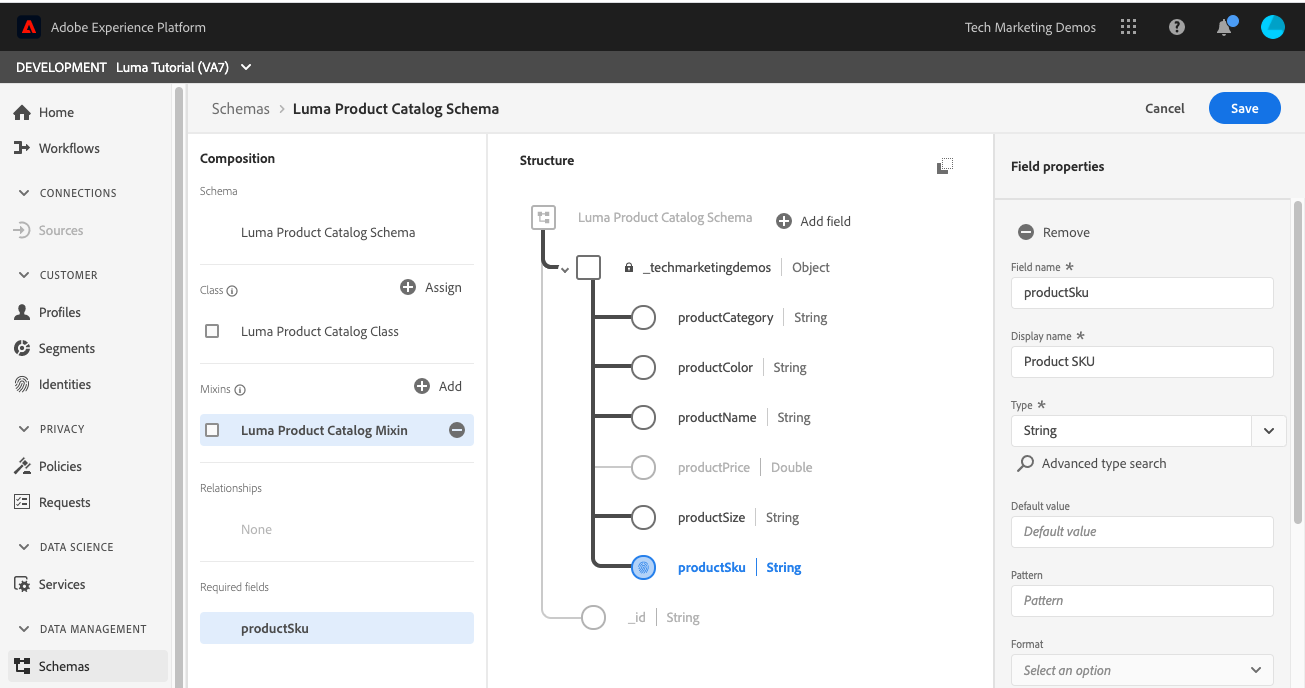 Adobe Experience Platform
Tech Marketing Demos
DEVELOPMENT Luma Tutorial (VA7)
Home
Workflows
CONNECTIONS
Sources
CUSTOMER
Profiles
Segments
Identities
PRIVACY
Policies
Requests
DATA SCIENCE
Services
DATA MANAGEMENT
Schemas
Schemas > Luma Product Catalog Schema
Cancel
Save
Composition
Schema
Luma Product Catalog Schema
Class
Assign
Luma Product Catalog Class
Mixins
Add
Luma Product Catalog Mixin
Relationships
None
Required fields
productSku
Structure
Luma Product Catalog Schema
Add field
_techmarketingdemos | Object
productCategory | String
productColor | String
productName | String
productPrice | Double
productSize | String
productSku | String
_id | String
Field properties
Remove
Field name *
productSku
Display name *
Product SKU
Type *
String
Advanced type search
Default value
Default value
Pattern
Pattern
Format
Select an option